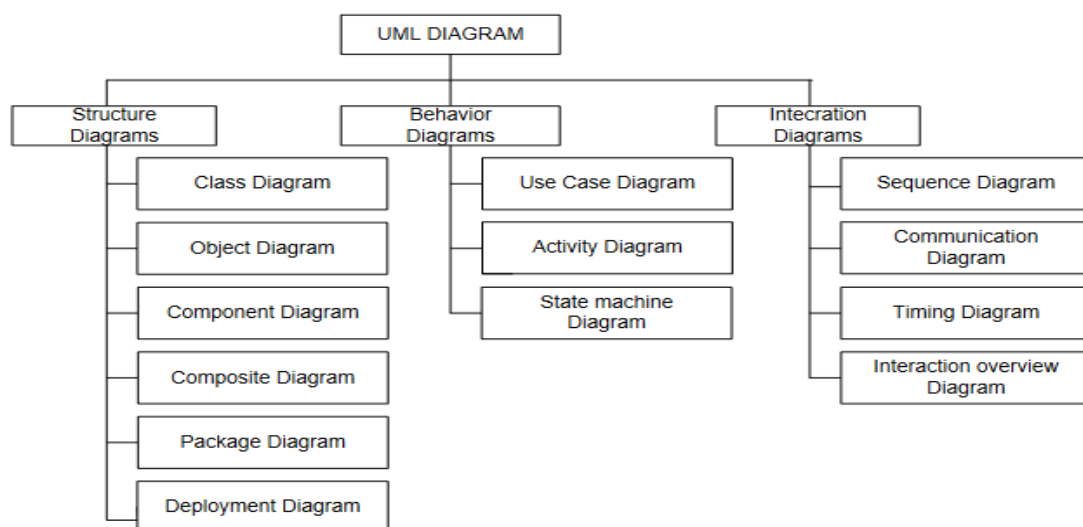 UML DIAGRAM
Structure
Diagrams
Class Diagram
Object Diagram
Component Diagram
Composite Diagram
Package Diagram
Deployment Diagram
Behavior
Diagrams
Use Case Diagram
Activity Diagram
State machine
Diagram
Intecration
Diagrams
Sequence Diagram
Communication
Diagram
Timing Diagram
Interaction overview
Diagram